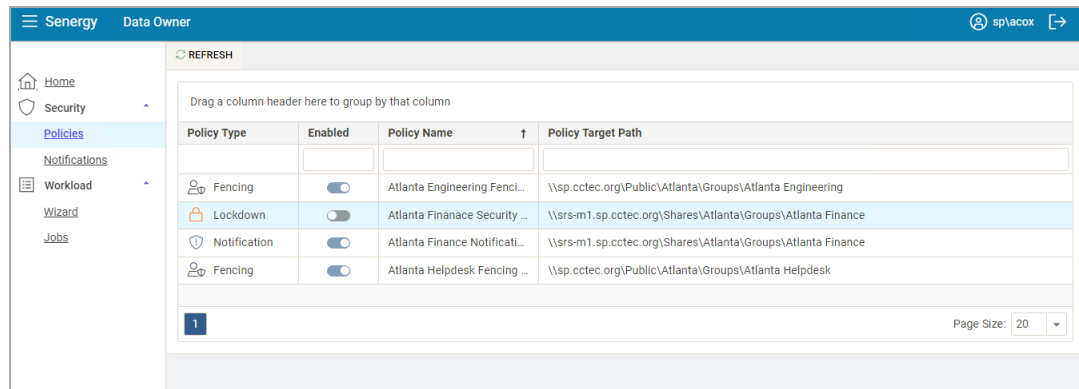 Senergy Data Owner sp\acox
REFRESH
Home
Security
Policies
Notifications
Workload
Wizard
Jobs
Drag a column header here to group by that column
Policy Type Enabled Policy Name ↑ Policy Target Path
Fencing Atlanta Engineering Fenci... \\sp.cctec.org\Public\Atlanta\Groups\Atlanta Engineering
Lockdown Atlanta Finanace Security ... \\srs-m1.sp.cctec.org\Shares\Atlanta\Groups\Atlanta Finance
Notification Atlanta Finance Notificati... \\srs-m1.sp.cctec.org\Shares\Atlanta\Groups\Atlanta Finance
Fencing Atlanta Helpdesk Fencing ... \\sp.cctec.org\Public\Atlanta\Groups\Atlanta Helpdesk
1 Page Size: 20